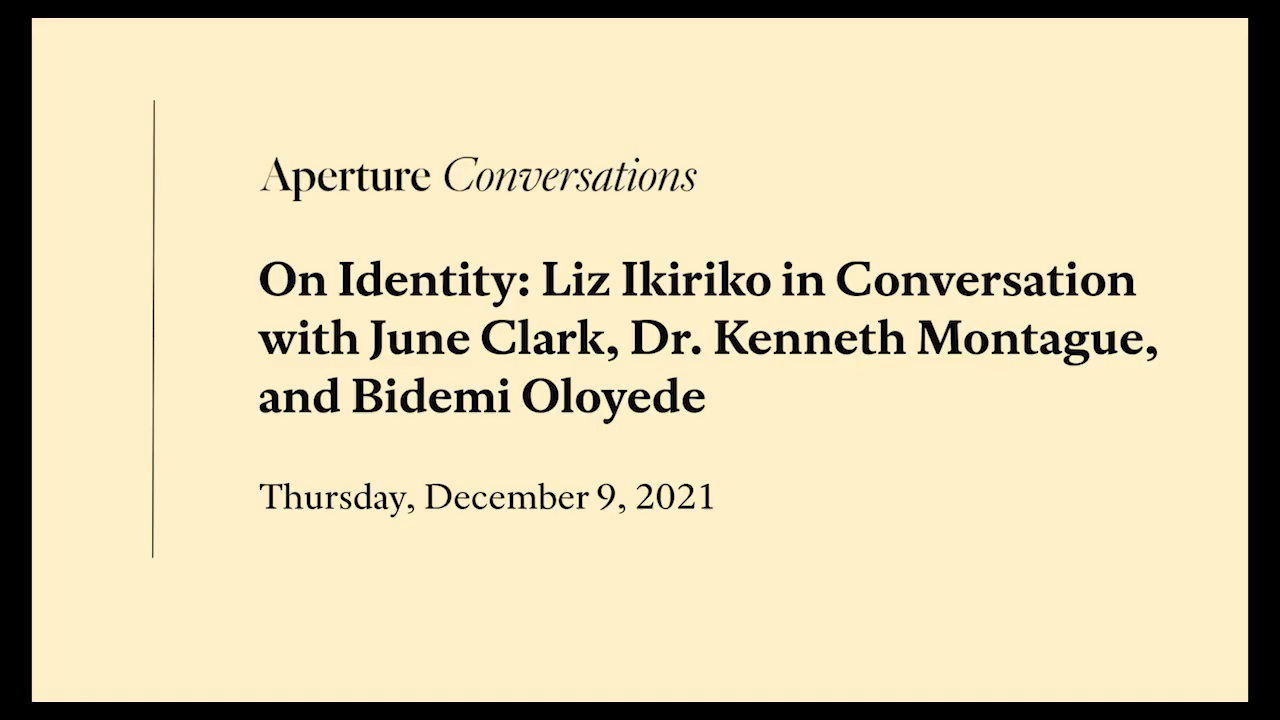 Aperture Conversations
On Identity: Liz Ikiriko in Conversation
with June Clark, Dr. Kenneth Montague,
and Bidemi Oloyede
Thursday, December 9, 2021